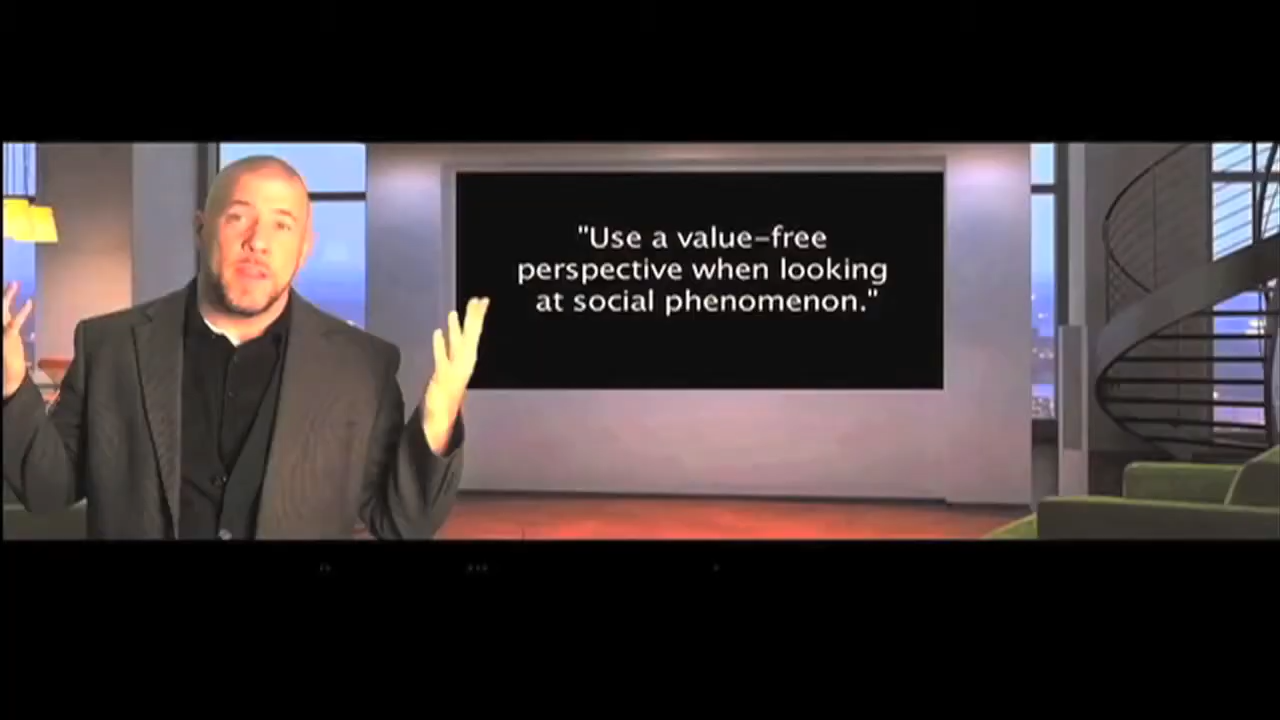 "Use a value-free
perspective when looking
at social phenomenon."